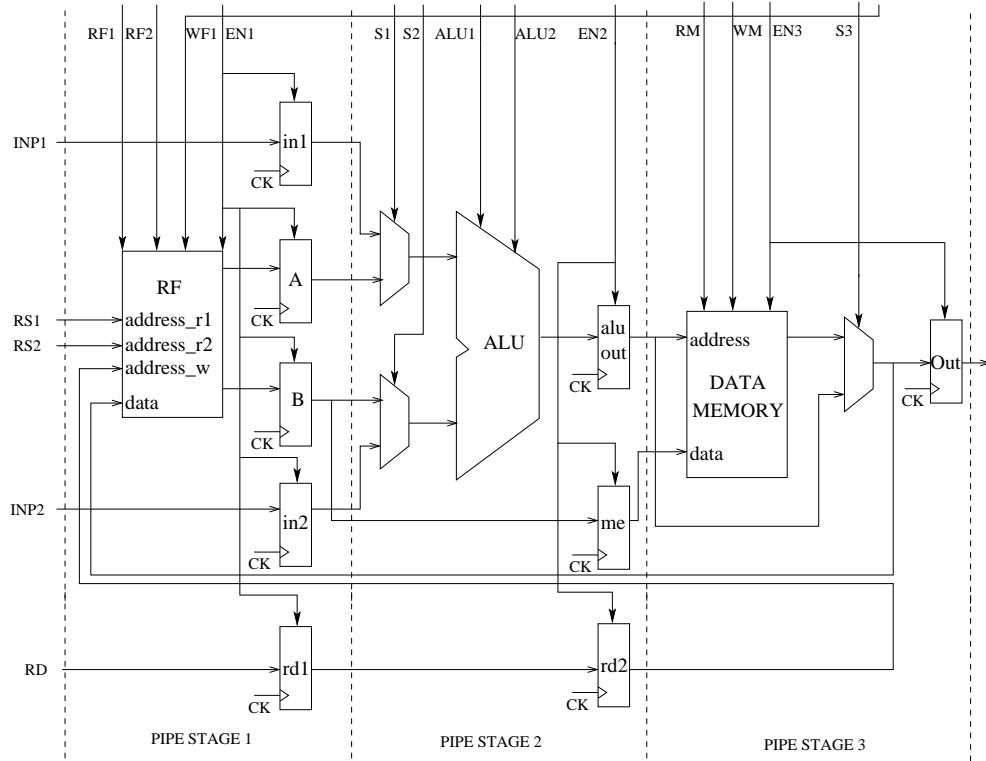 RF1 RF2 WF1 EN1 S1 S2 ALU1 ALU2 EN2 RM WM EN3 S3
INP1
in1
CK
RF
A
RS1
address_r1
CK
RS2
address_r2
address_w
data
B
CK
ALU
alu
out
CK
address
DATA
MEMORY
data
Out
CK
INP2
in2
CK
me
CK
RD
rd1
CK
rd2
CK
PIPE STAGE 1
PIPE STAGE 2
PIPE STAGE 3